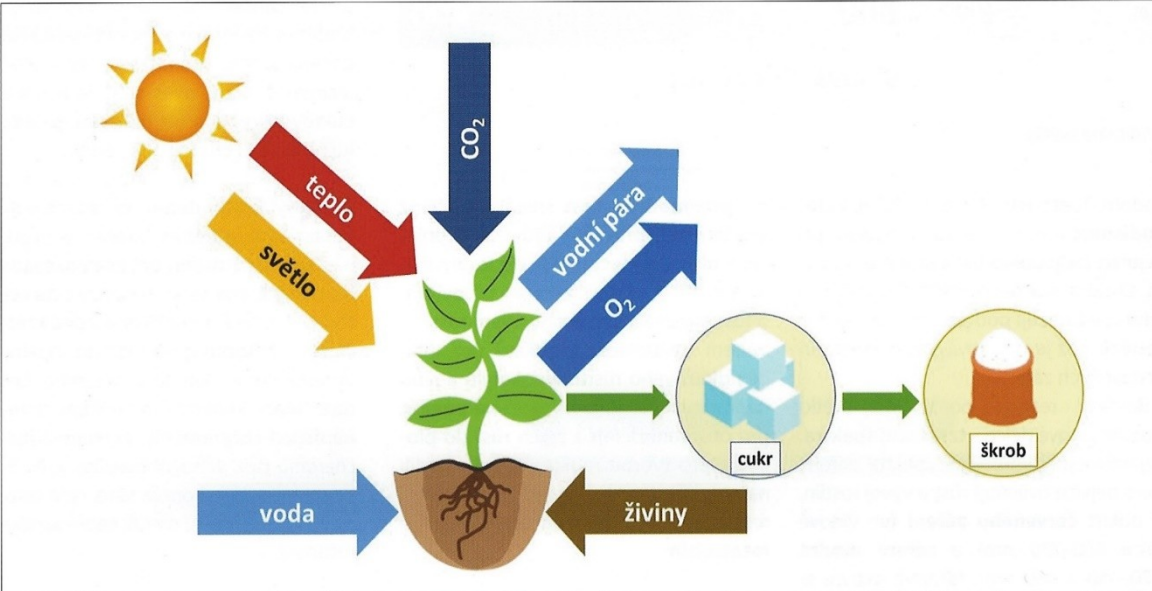 CO₂
teplo
světlo
vodní pára
O₂
cukr
škrob
voda
živiny